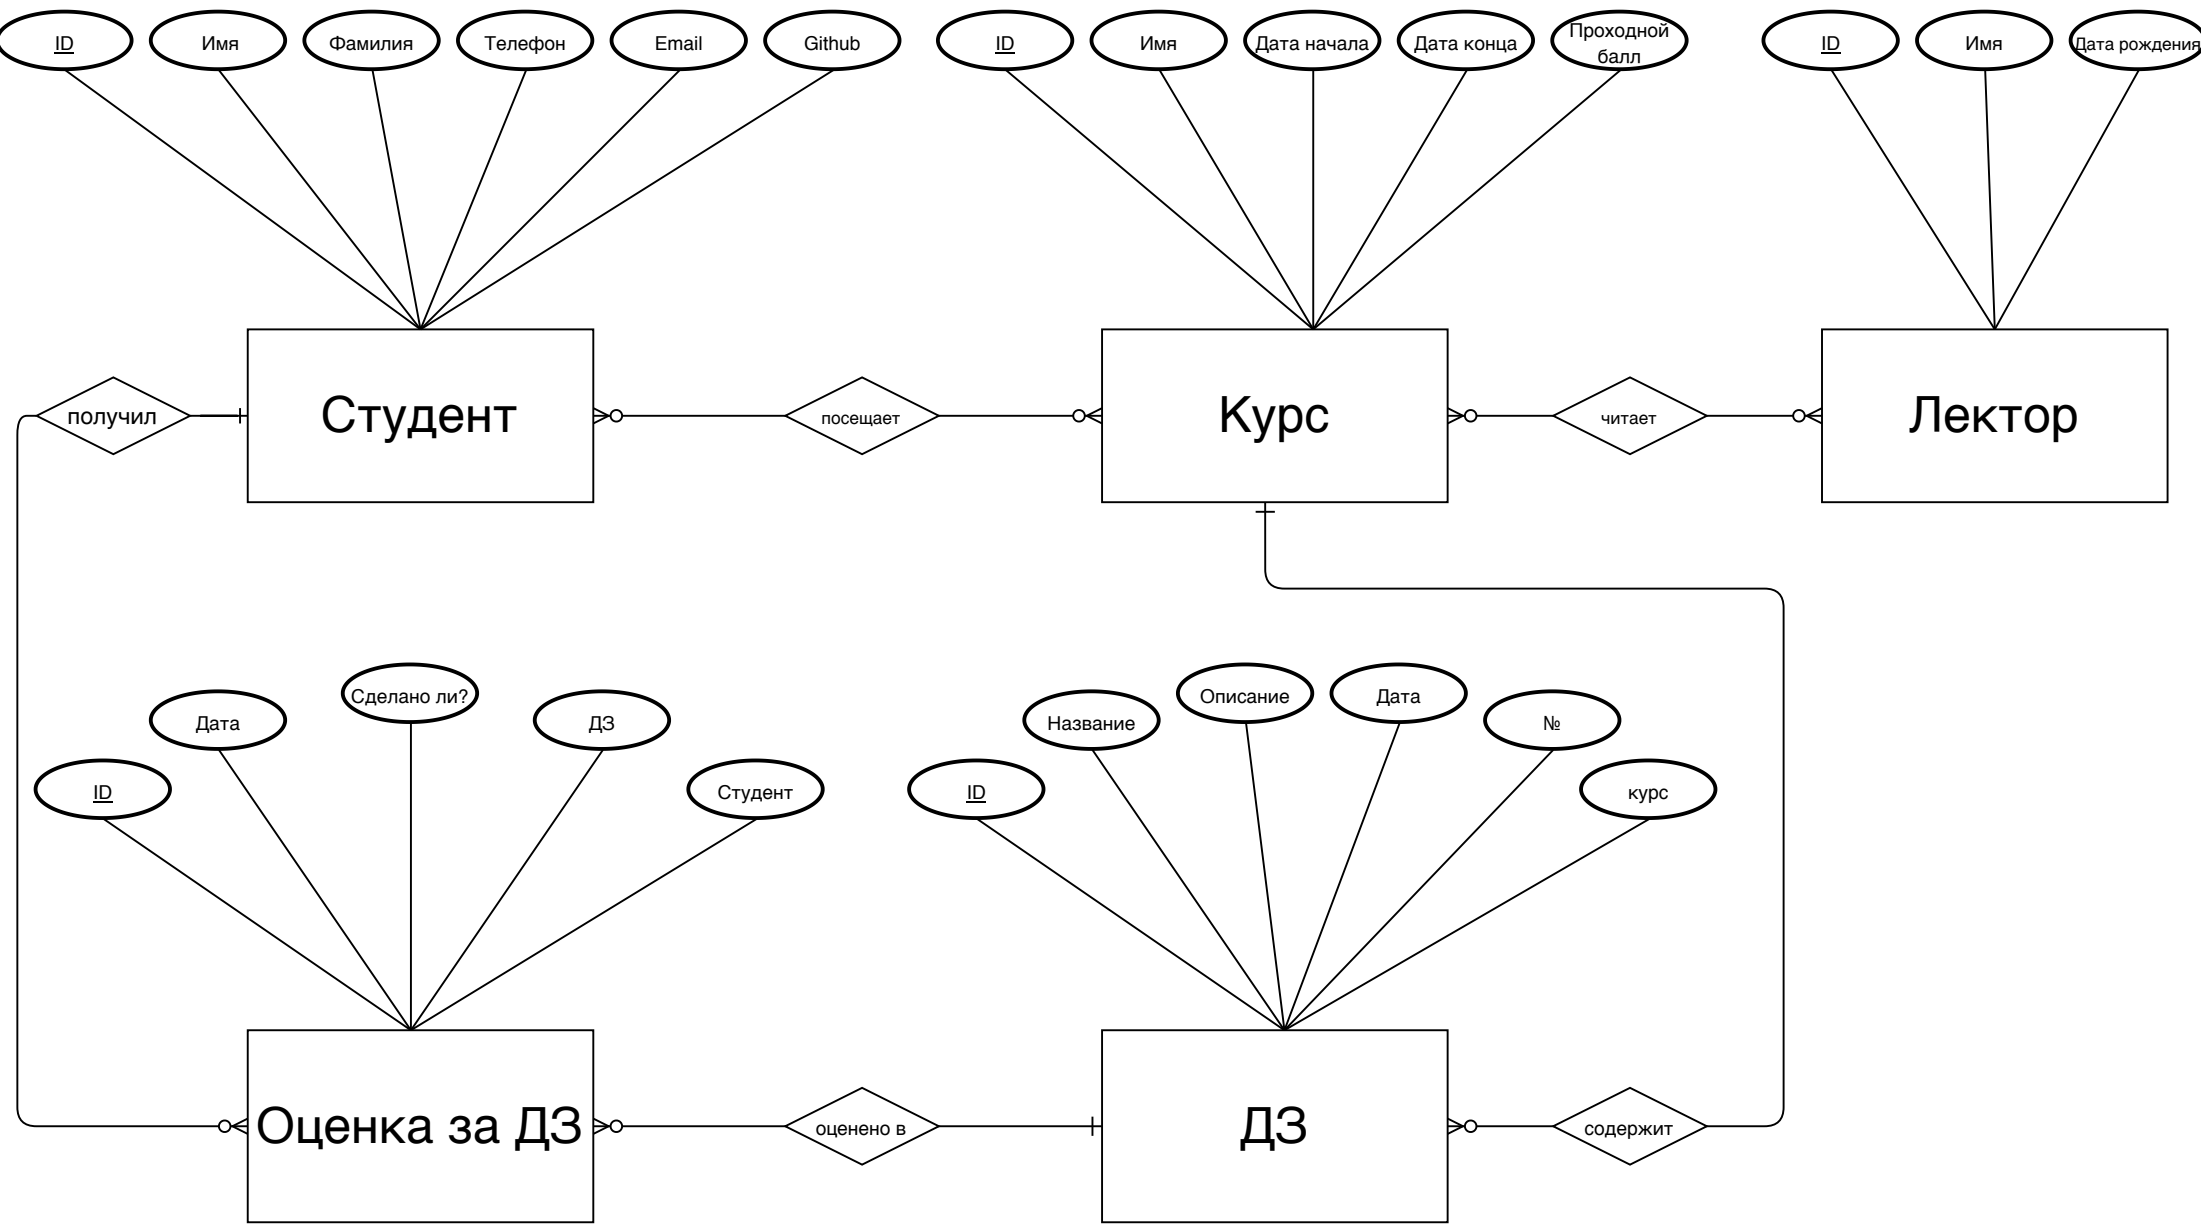 ID
Имя
Фамилия
Телефон
Email
Github
ID
Имя
Дата начала
Дата конца
Проходной
балл
ID
Имя
Дата рождения
получил
Студент
посещает
Курс
читает
Лектор
ID
Дата
Сделано ли?
ДЗ
Студент
ID
Название
Описание
Дата
№
курс
Оценка за ДЗ
оценено в
ДЗ
содержит